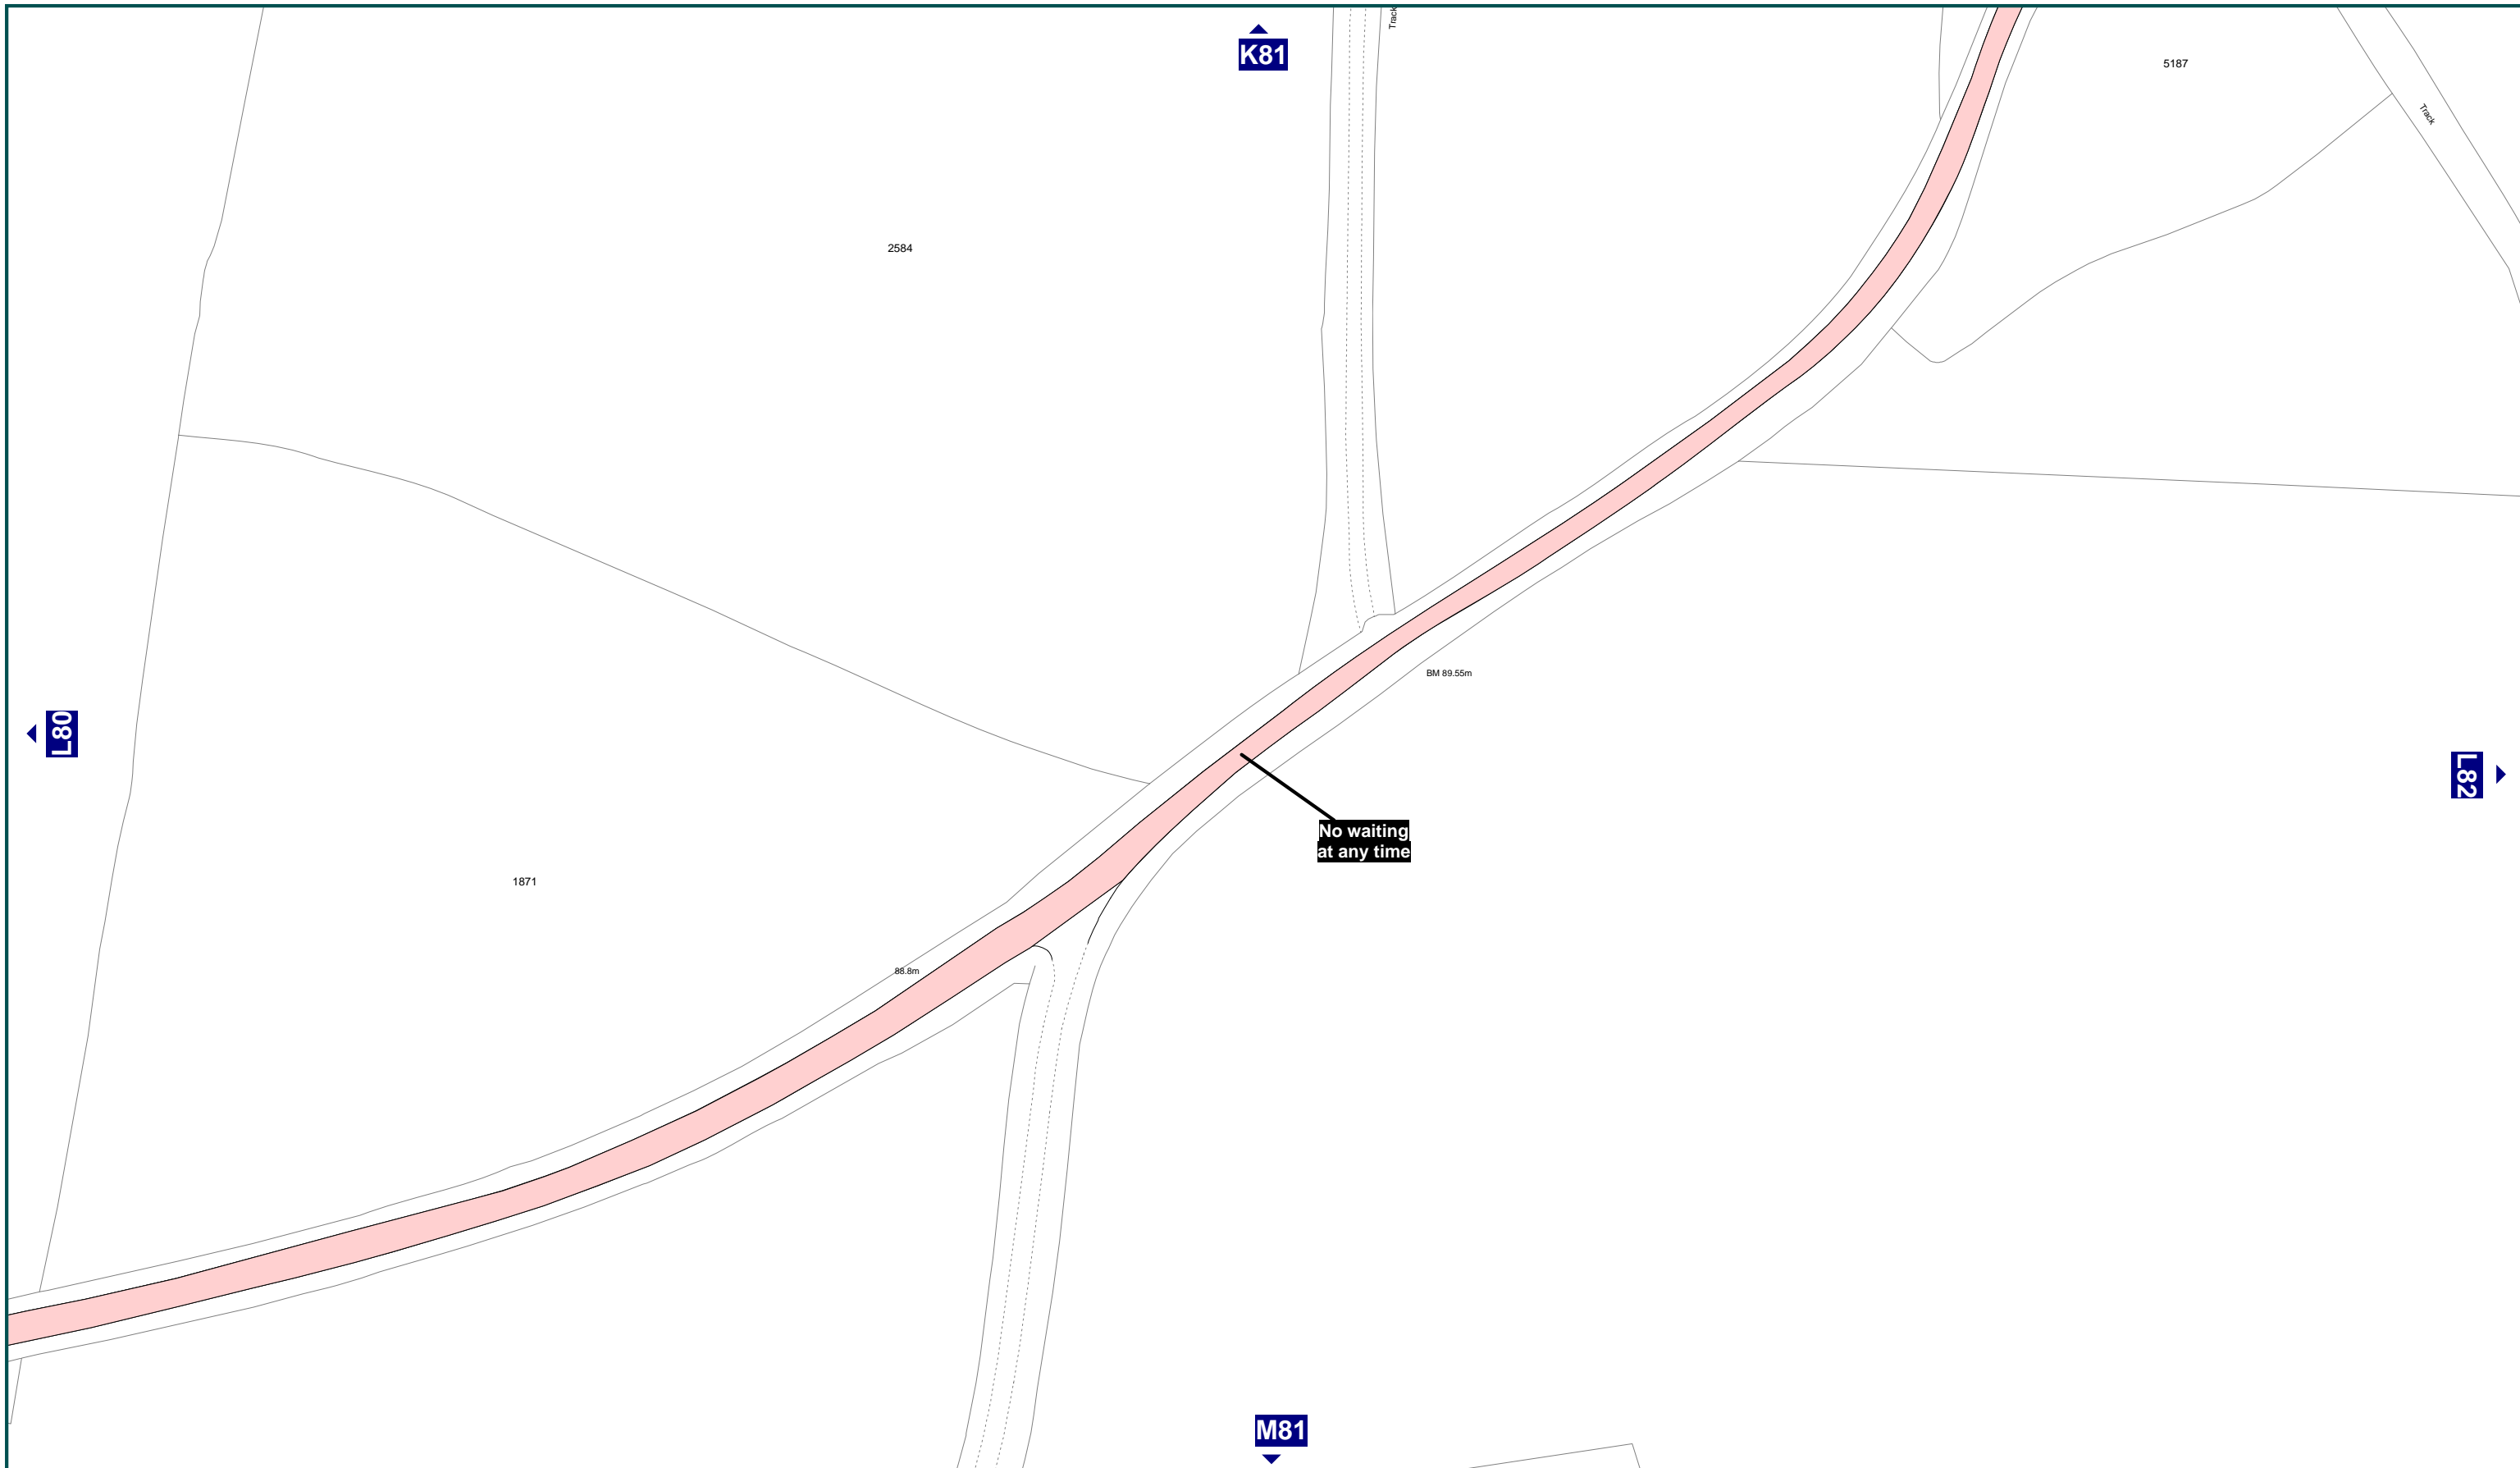 Track
K81
5187
Track
2584
BM 89.55m
L80
L82
No waiting
at any time
1871
88.8m
M81